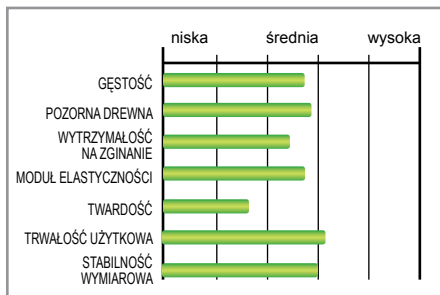 niska średnia wysoka
GĘSTOŚĆ
POZORNA DREWNA
WYTRZYMAŁOŚĆ
NA ZGINANIE
MODUŁ ELASTYCZNOŚCI
TWARDOŚĆ
TRWAŁOŚĆ UŻYTKOWA
STABILNOŚĆ
WYMIAROWA